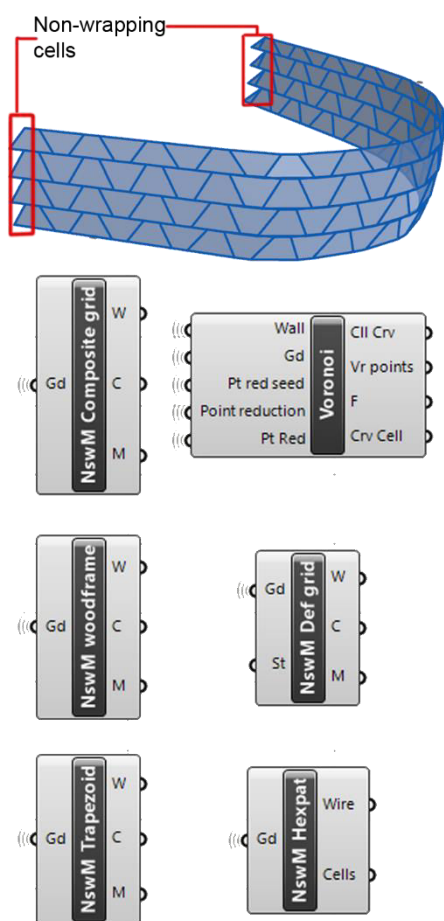 Non-wrapping
cells
Gd
NswM Composite grid
W
C
M
Wall
Gd
Pt red seed
Point reduction
Pt Red
Voronoi
Cll Crv
Vr points
F
Crv Cell
Gd
NswM woodframe
W
C
M
Gd
St
NswM Def grid
W
C
M
Gd
NswM Trapezoid
W
C
M
Gd
NswM Hexpat
Wire
Cells